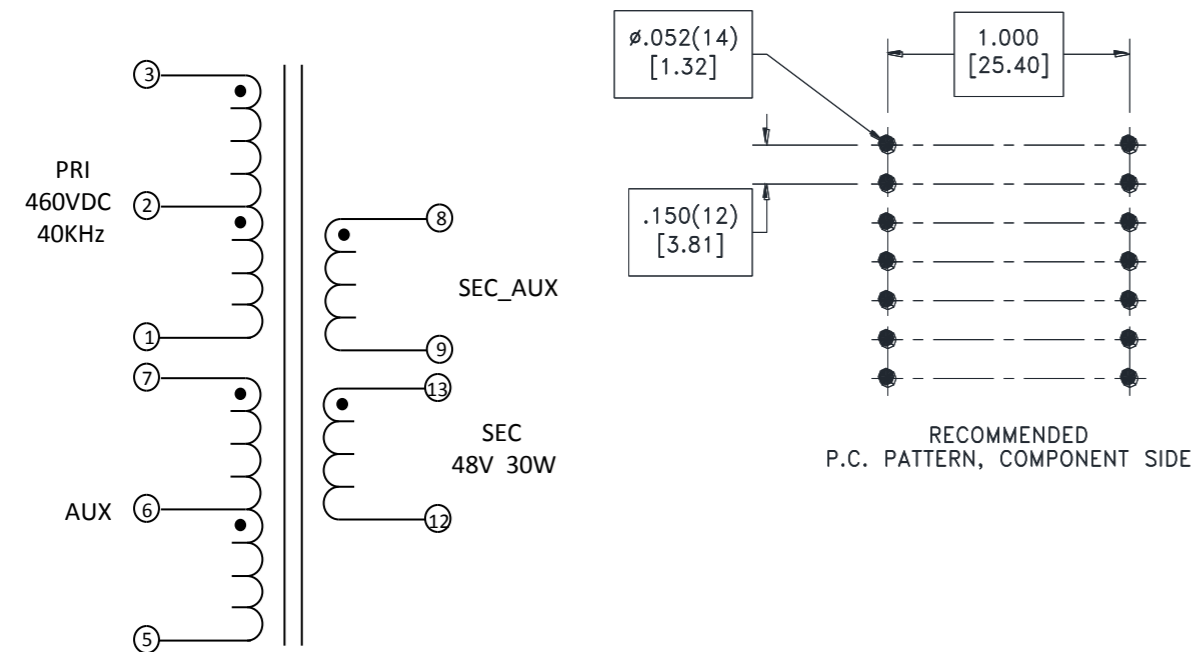 3
PRI
460VDC
40KHz
2
1
7
AUX
6
5
8
SEC_AUX
9
13
SEC
48V 30W
12
ø.052(14)
[1.32]
1.000
[25.40]
.150(12)
[3.81]
RECOMMENDED
P.C. PATTERN, COMPONENT SIDE